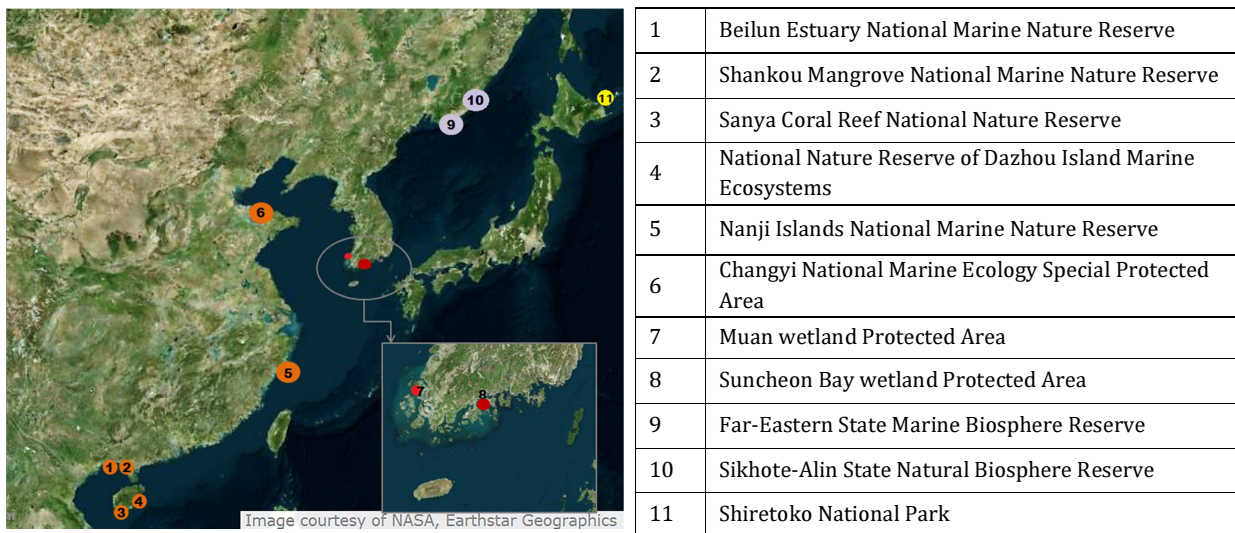 11
10
9
6
5
7
8
1
2
4
3
Image courtesy of NASA, Earthstar Geographics
1 Beilun Estuary National Marine Nature Reserve
2 Shankou Mangrove National Marine Nature Reserve
3 Sanya Coral Reef National Nature Reserve
4 National Nature Reserve of Dazhou Island Marine
Ecosystems
5 Nanji Islands National Marine Nature Reserve
6 Changyi National Marine Ecology Special Protected
Area
7 Muan wetland Protected Area
8 Suncheon Bay wetland Protected Area
9 Far-Eastern State Marine Biosphere Reserve
10 Sikhote-Alin State Natural Biosphere Reserve
11 Shiretoko National Park